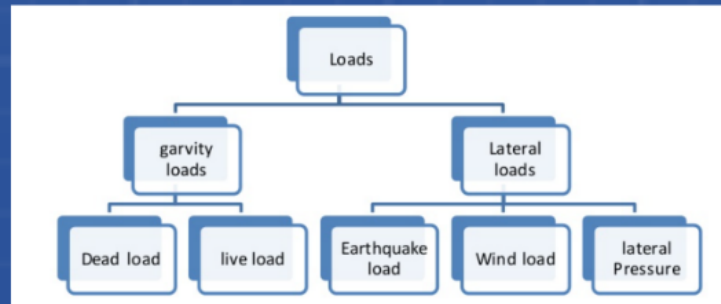 Loads
garvity
loads
Lateral
loads
Dead load
live load
Earthquake
load
Wind load
lateral
Pressure